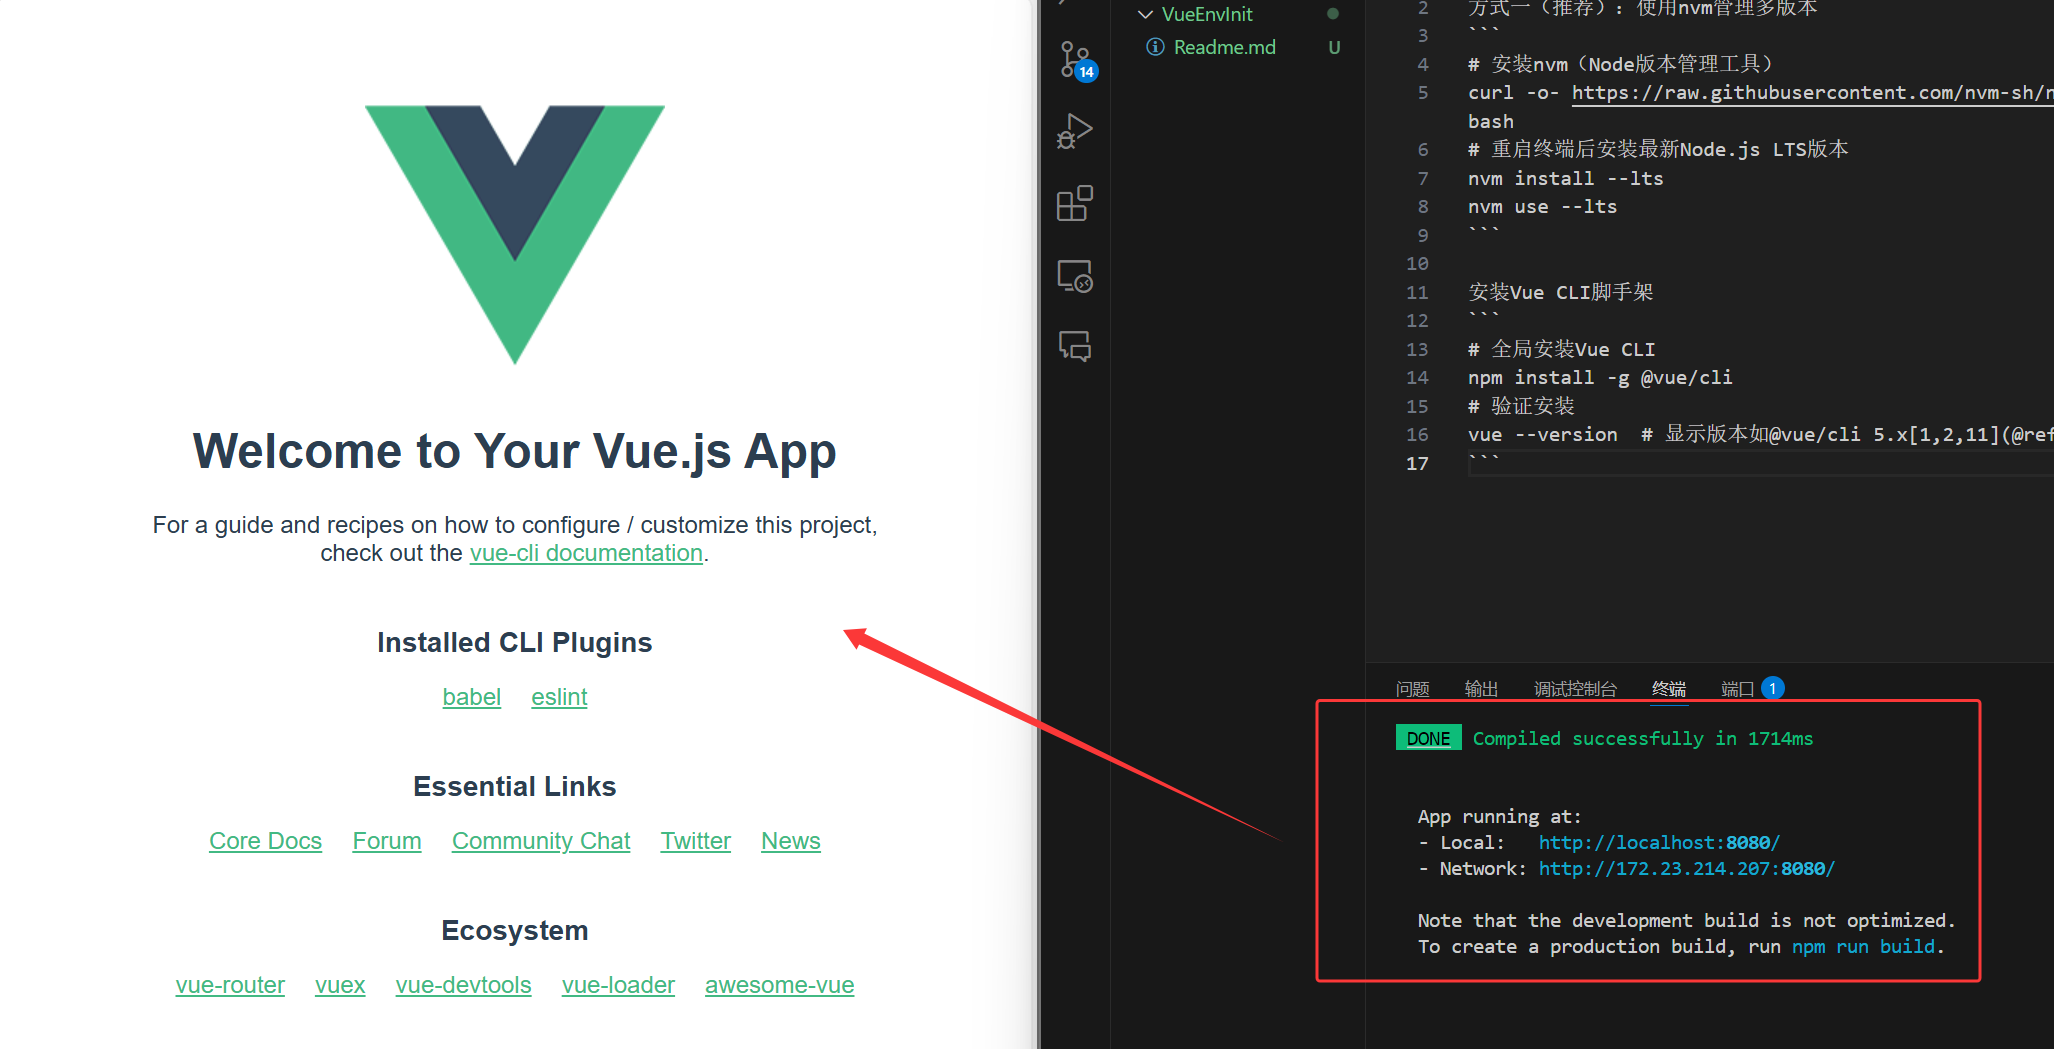 Welcome to Your Vue.js App
For a guide and recipes on how to configure / customize this project,
check out the vue-cli documentation.
Installed CLI Plugins
babel eslint
Essential Links
Core Docs Forum Community Chat Twitter News
Ecosystem
vue-router vuex vue-devtools vue-loader awesome-vue
14
VueEnvInit
Readme.md U
2 方式一（推荐）: 使用nvm管理多版本
3 ```
4 # 安装nvm（Node版本管理工具）
5 curl -o- https://raw.githubusercontent.com/nvm-sh/
bash
6 # 重启终端后安装最新Node.js LTS版本
7 nvm install --lts
8 nvm use --lts
9 ```
10
11 安装Vue CLI脚手架
12 ```
13 # 全局安装Vue CLI
14 npm install -g @vue/cli
15 # 验证安装
16 vue --version # 显示版本如@vue/cli 5.x[1,2,11](@ref
17 ```
问题 输出 调试控制台 终端 端口 1
DONE Compiled successfully in 1714ms
App running at:
- Local: http://localhost:8080/
- Network: http://172.23.214.207:8080/
Note that the development build is not optimized.
To create a production build, run npm run build.